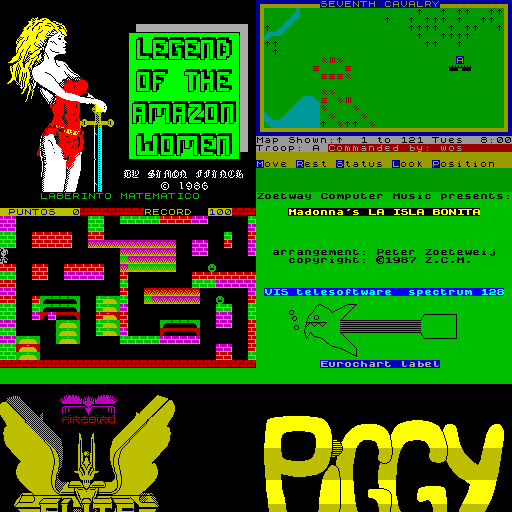 LEGEND
OF THE
AMAZON
WOMEN
BY SIMON FFINCH
© 1986
SEVENTH CAVALRY
A
Map Shown: 1 to 121 Tues 8:00
Troop: A Commanded by: wos
Move Rest Status Look Position
LABERINTO MATEMATICO
PUNTOS 0 RECORD 100
Zoetway Computer Music presents:
Madonna's LA ISLA BONITA
arrangement: Peter Zoeteweij
copyright: ©1987 Z.C.M.
VIS telesoftware spectrum 128
Eurochart label
FIREBIRD
ELITE
PiGGY